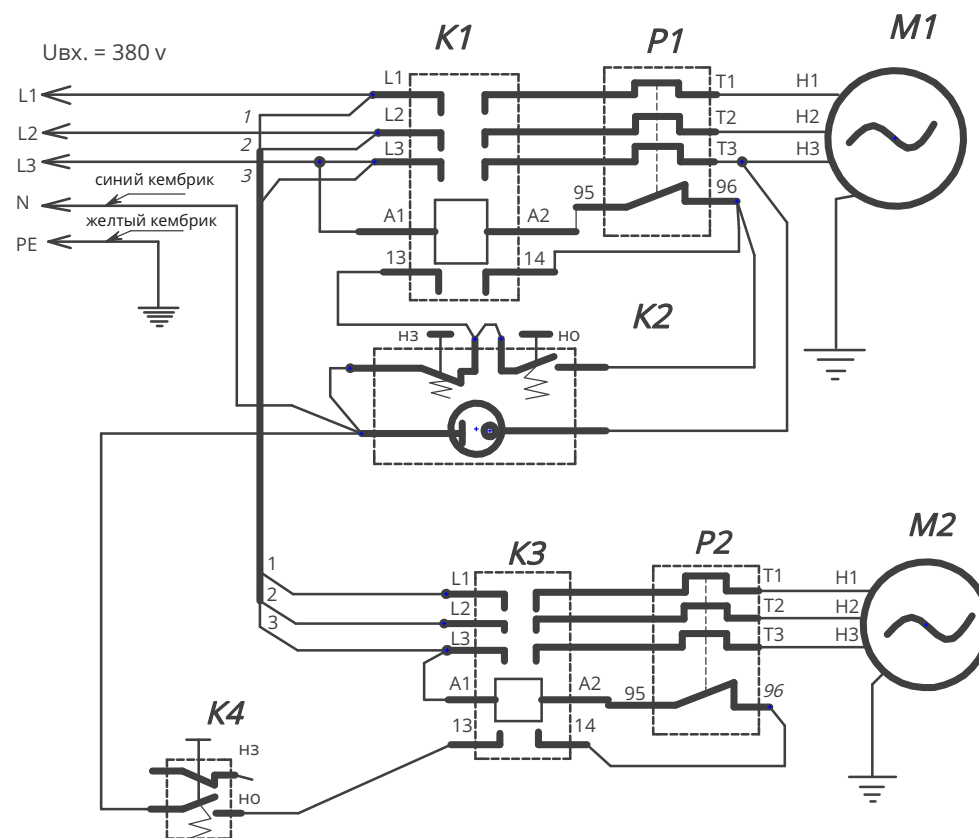 K1
P1
M1
Uвх. = 380 v
L1
L1
T1
H1
1
L2
L2
T2
H2
2
L3
L3
T3
H3
3
синий кембрик
95
96
N
желтый кембрик
A1
A2
PE
13
14
K2
нз
но
M2
P2
K3
1
L1
T1
H1
2
L2
T2
H2
3
L3
T3
H3
A1
A2
95
96
K4
13
14
нз
но